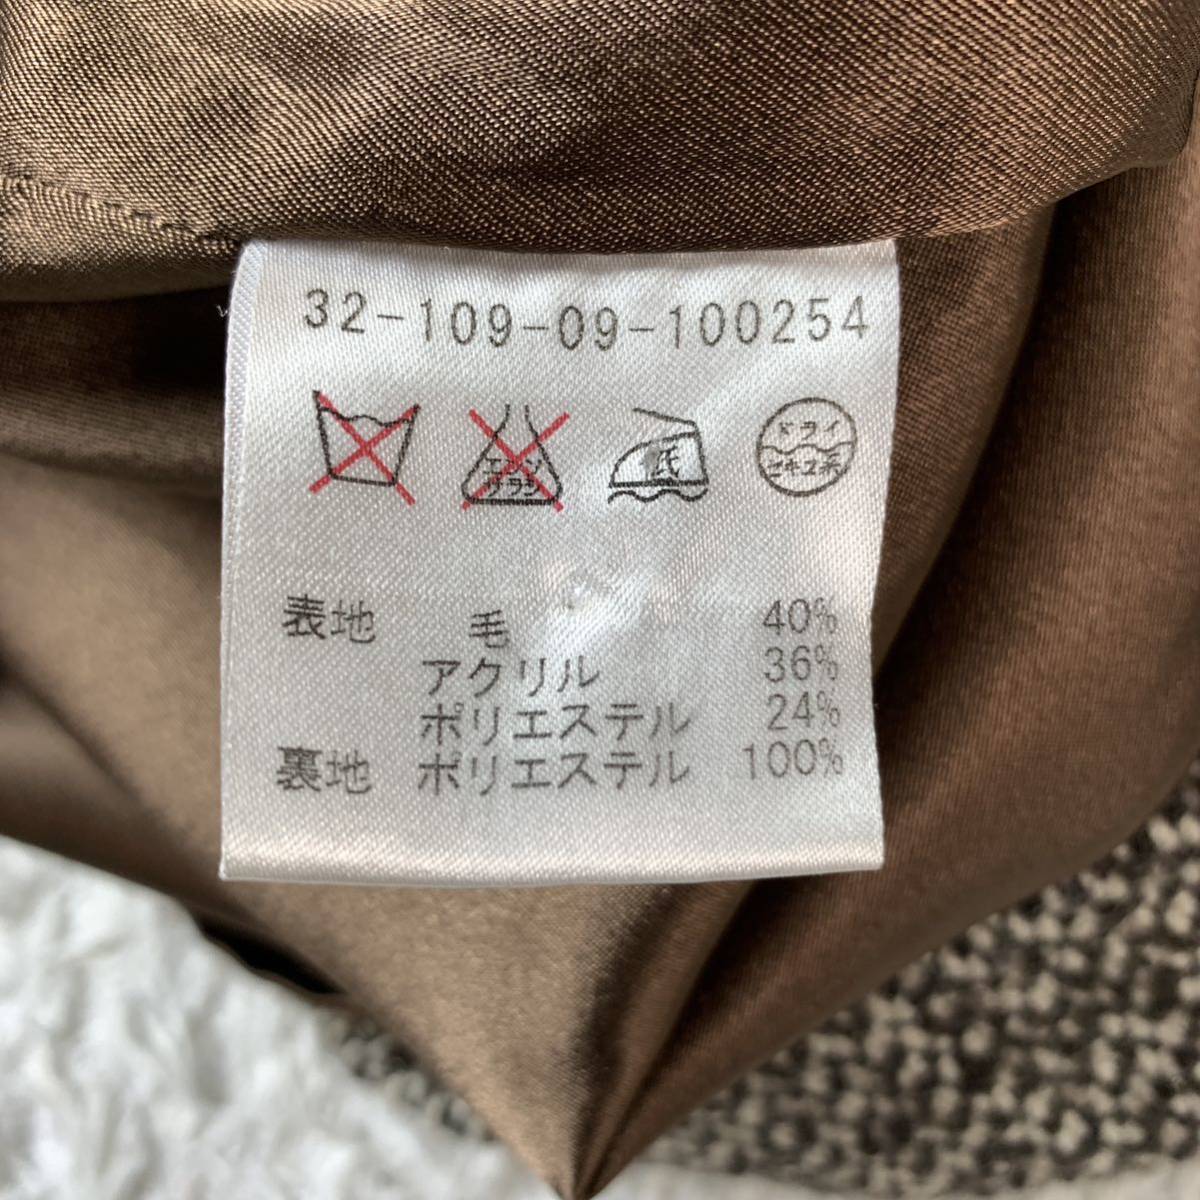 32-109-09-100254
エンソ
サラシ
低
ドライ
セキユ系
表地 毛 40%
アクリル 36%
ポリエステル 24%
裏地 ポリエステル 100%